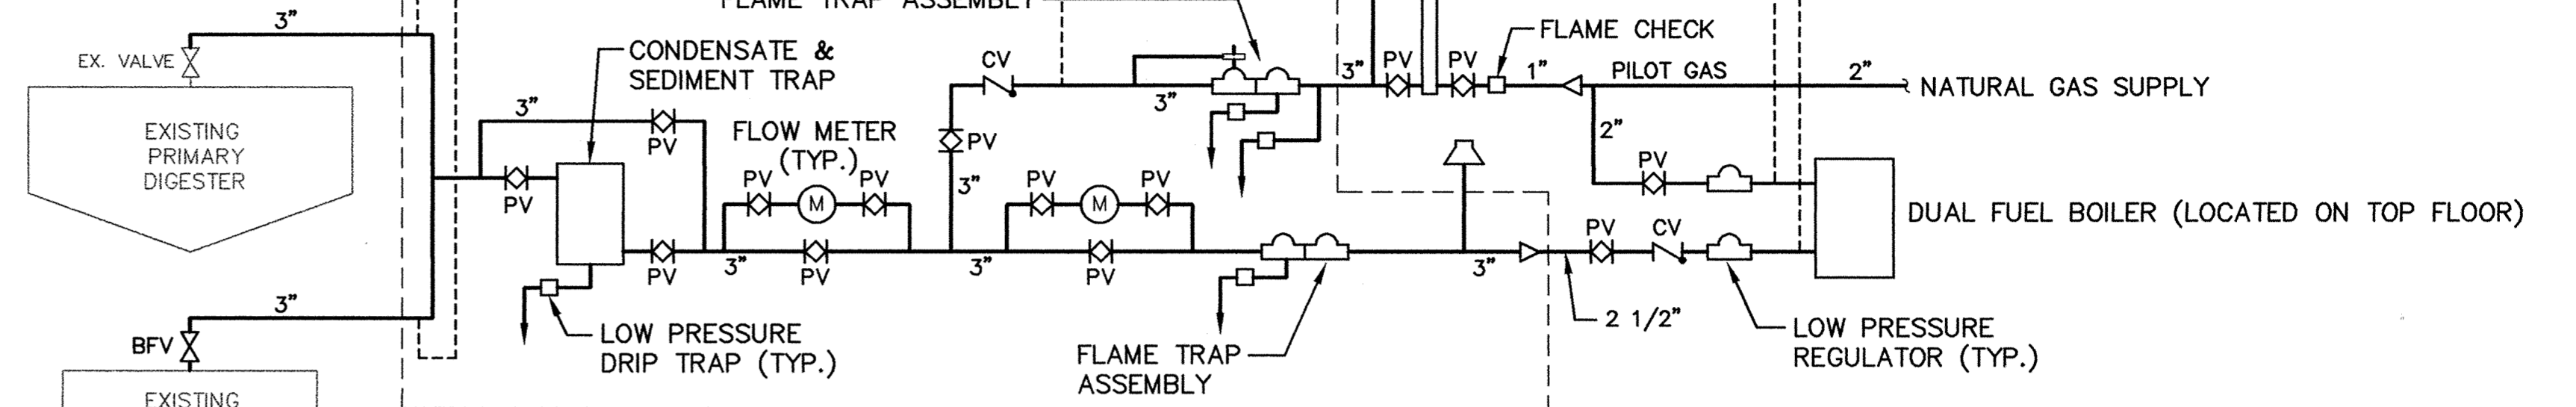 FLAME TRAP ASSEMBLY
3"
EX. VALVE
CONDENSATE &
SEDIMENT TRAP
CV
3"
3"
PV
PV
FLAME CHECK
1"
PILOT GAS
2"
NATURAL GAS SUPPLY
EXISTING
PRIMARY
DIGESTER
3"
PV
PV
FLOW METER
(TYP.)
PV
M
PV
PV
3"
PV
M
PV
2"
PV
DUAL FUEL BOILER (LOCATED ON TOP FLOOR)
PV
3"
PV
3"
PV
3"
PV
CV
3"
BFV
LOW PRESSURE
DRIP TRAP (TYP.)
FLAME TRAP
ASSEMBLY
2 1/2"
LOW PRESSURE
REGULATOR (TYP.)
EXISTING